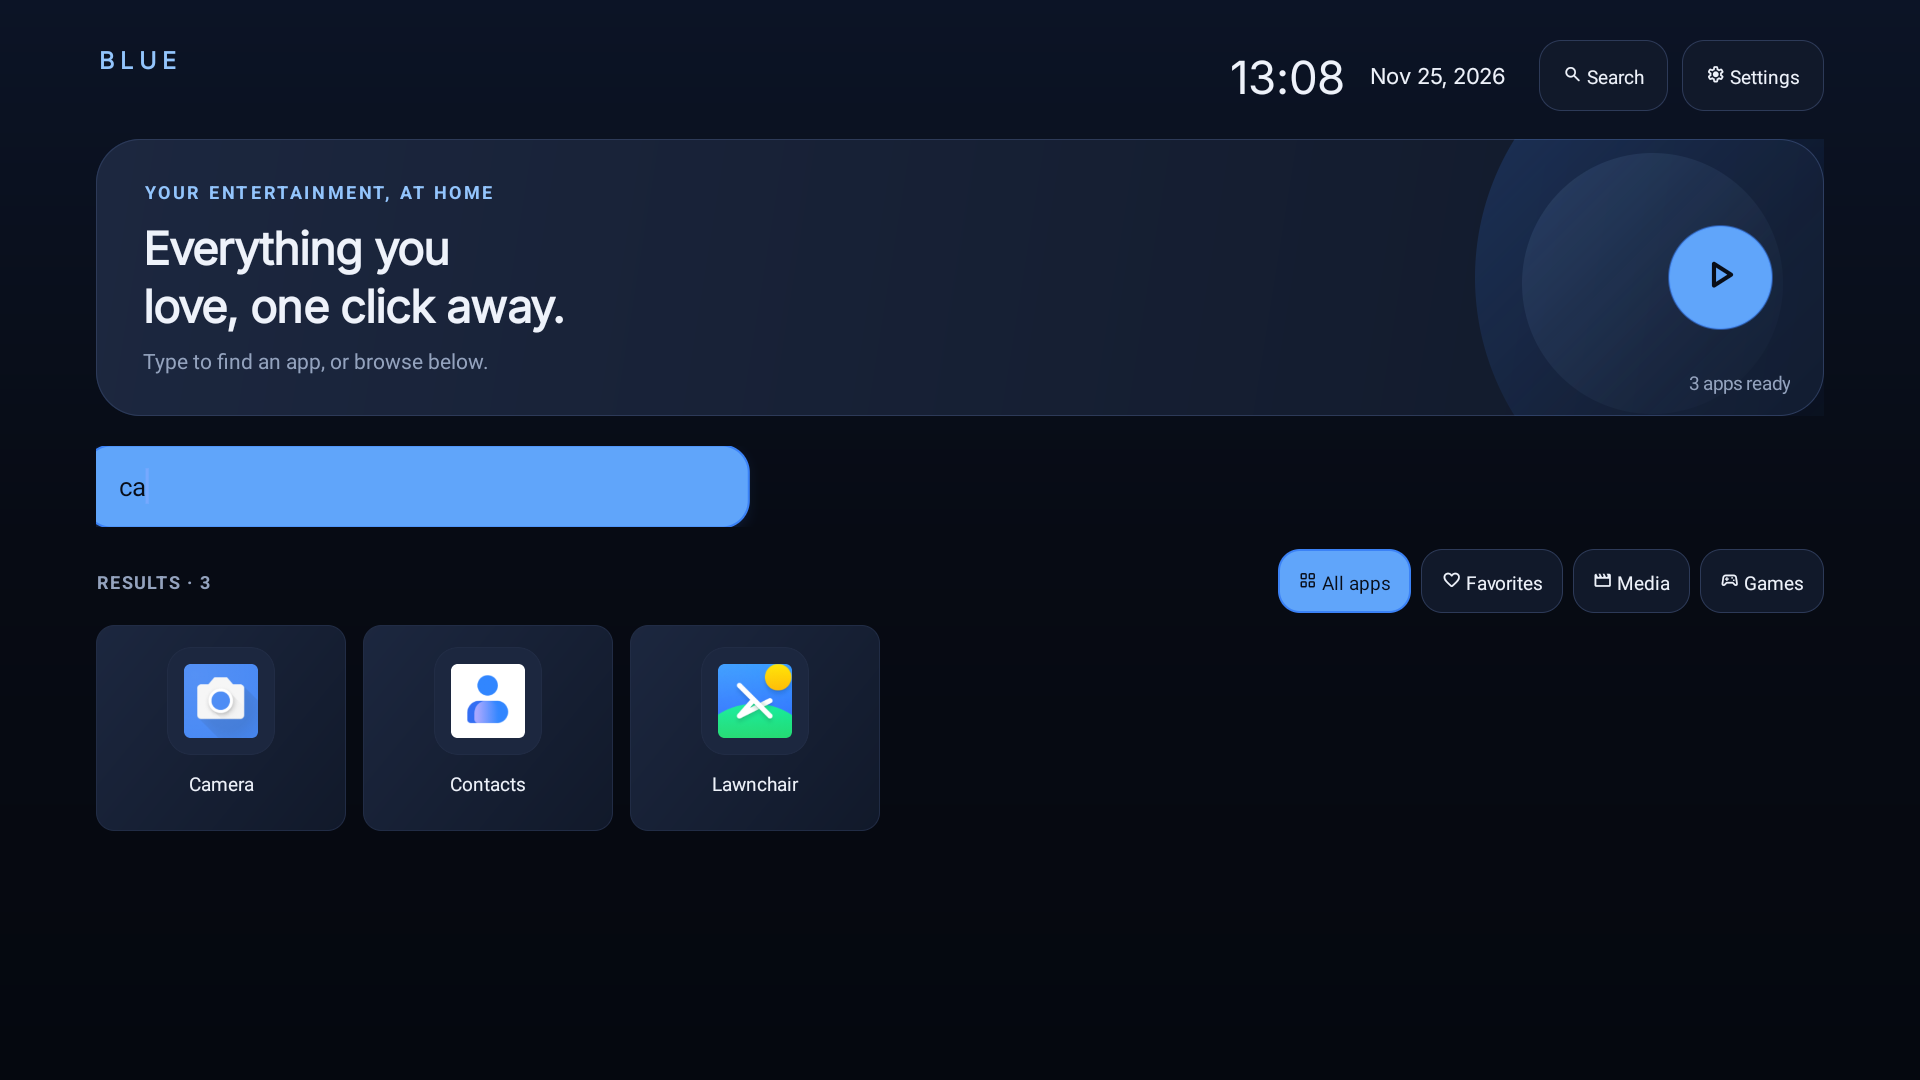 BLUE
13:08
Nov 25, 2026
Search
Settings
YOUR ENTERTAINMENT, AT HOME
Everything you
love, one click away.
Type to find an app, or browse below.
3 apps ready
ca
RESULTS · 3
All apps
Favorites
Media
Games
Camera
Contacts
Lawnchair